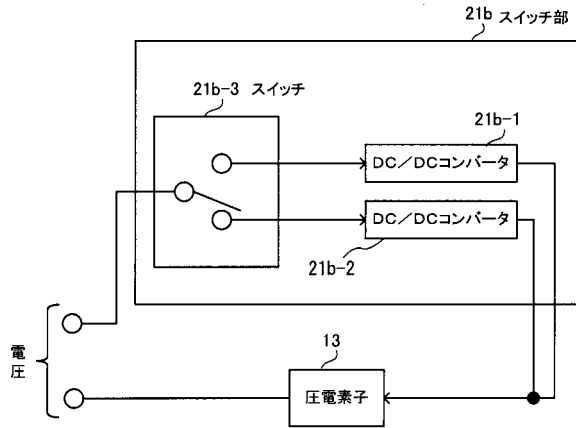 21b スイッチ部
21b-3 スイッチ
21b-1
DC/DCコンバータ
DC/DCコンバータ
21b-2
電圧
13
圧電素子